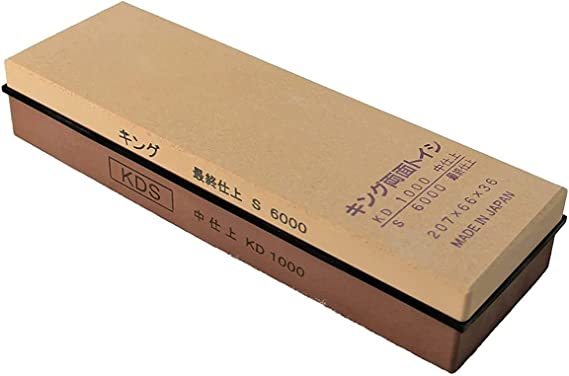 キング両面トイシ
KD 1000 中仕上
S 6000 最終仕上
207×66×36
MADE IN JAPAN
キング
最終仕上 S 6000
KDS
中仕上 KD 1000